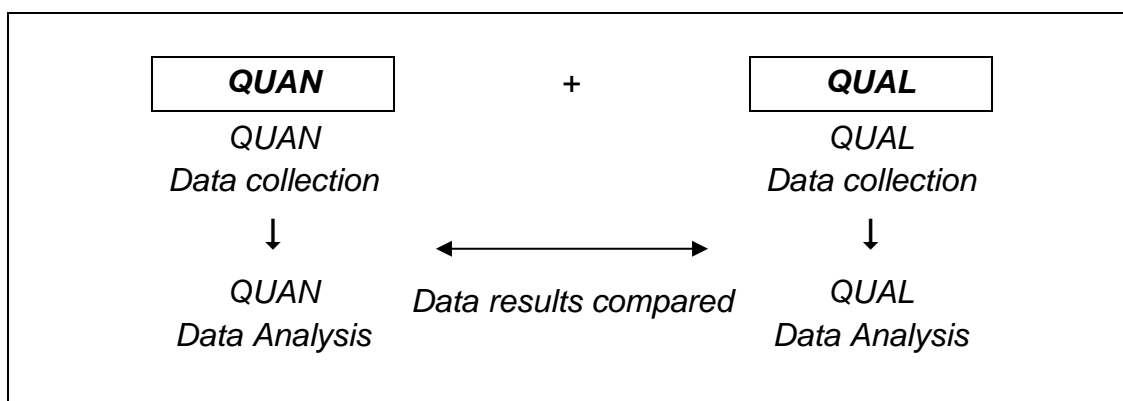 QUAN + QUAL
QUAN QUAL
Data collection Data collection
QUAN QUAL
Data results compared
Data Analysis Data Analysis